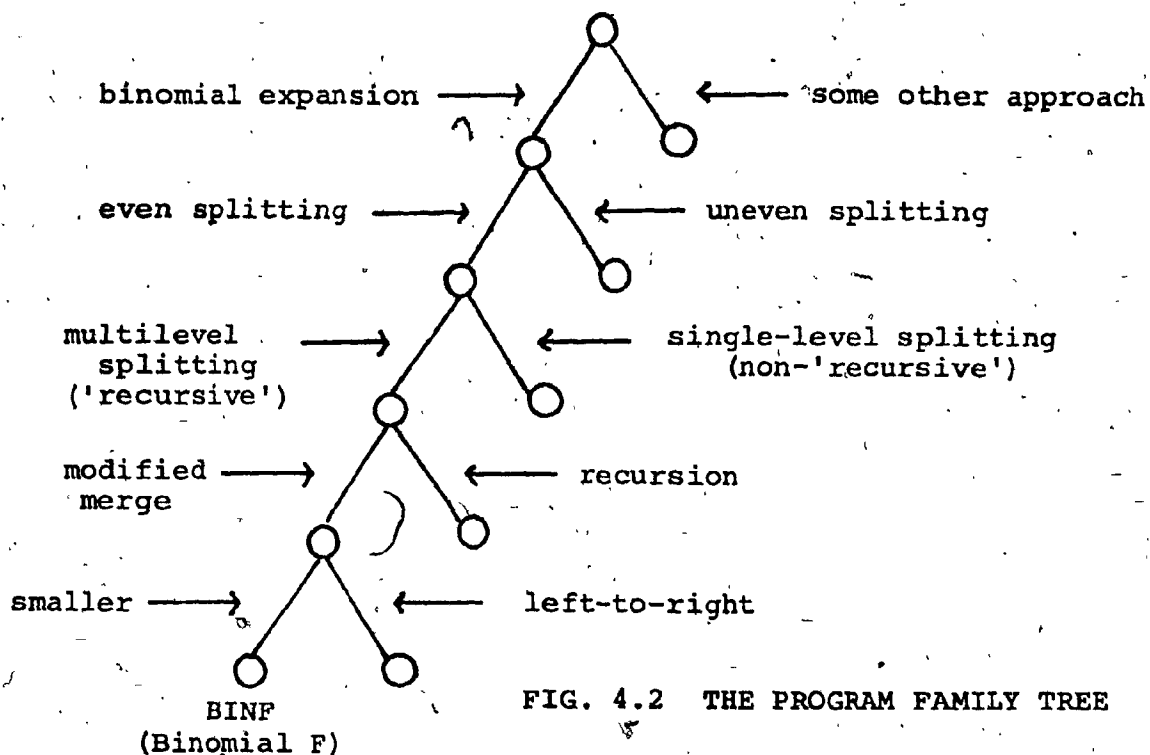 binomial expansion
some other approach
even splitting
uneven splitting
multilevel
splitting
('recursive')
single-level splitting
(non-'recursive')
modified
merge
recursion
smaller
left-to-right
BINF
(Binomial F)
FIG. 4.2 THE PROGRAM FAMILY TREE